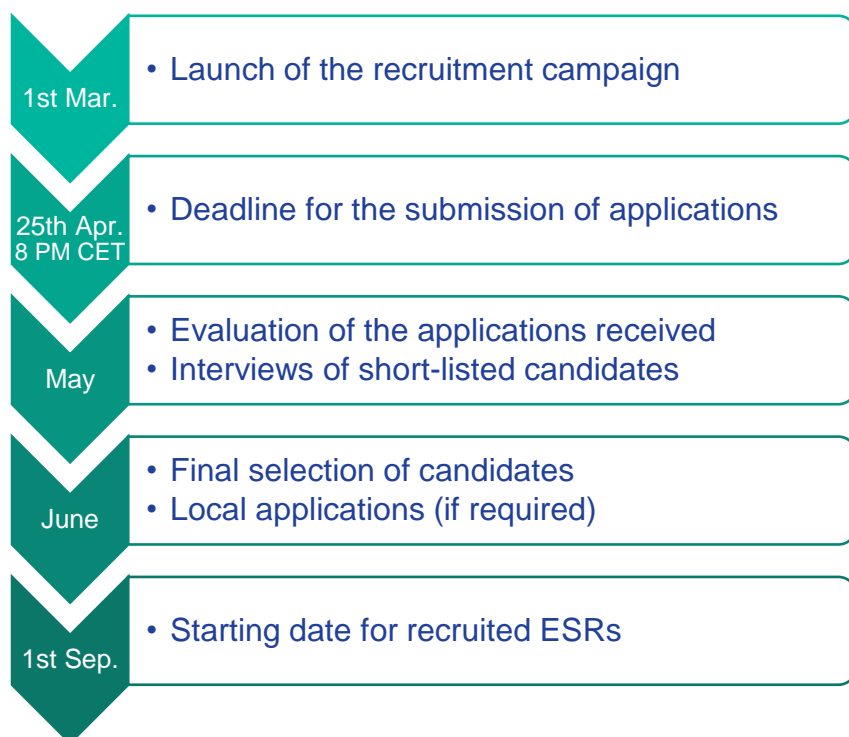 1st Mar.
• Launch of the recruitment campaign
25th Apr.
8 PM CET
• Deadline for the submission of applications
May
• Evaluation of the applications received
• Interviews of short-listed candidates
June
• Final selection of candidates
• Local applications (if required)
1st Sep.
• Starting date for recruited ESRs